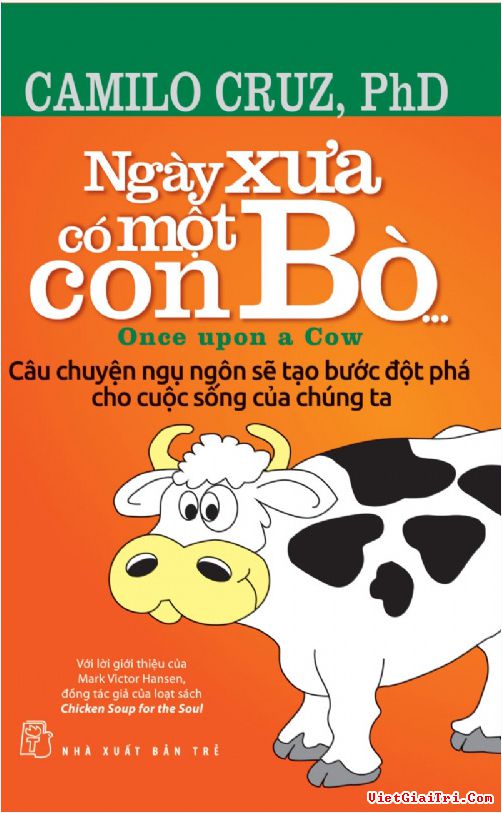 CAMILO CRUZ, PhD
Ngày xưa
có một
con Bò...
Once upon a Cow
Câu chuyện ngụ ngôn sẽ tạo bước đột phá
cho cuộc sống của chúng ta
Với lời giới thiệu của
Mark Victor Hansen,
đồng tác giả của loạt sách
Chicken Soup for the Soul
NHÀ XUẤT BẢN TRẺ
VietGiaiTri.Com